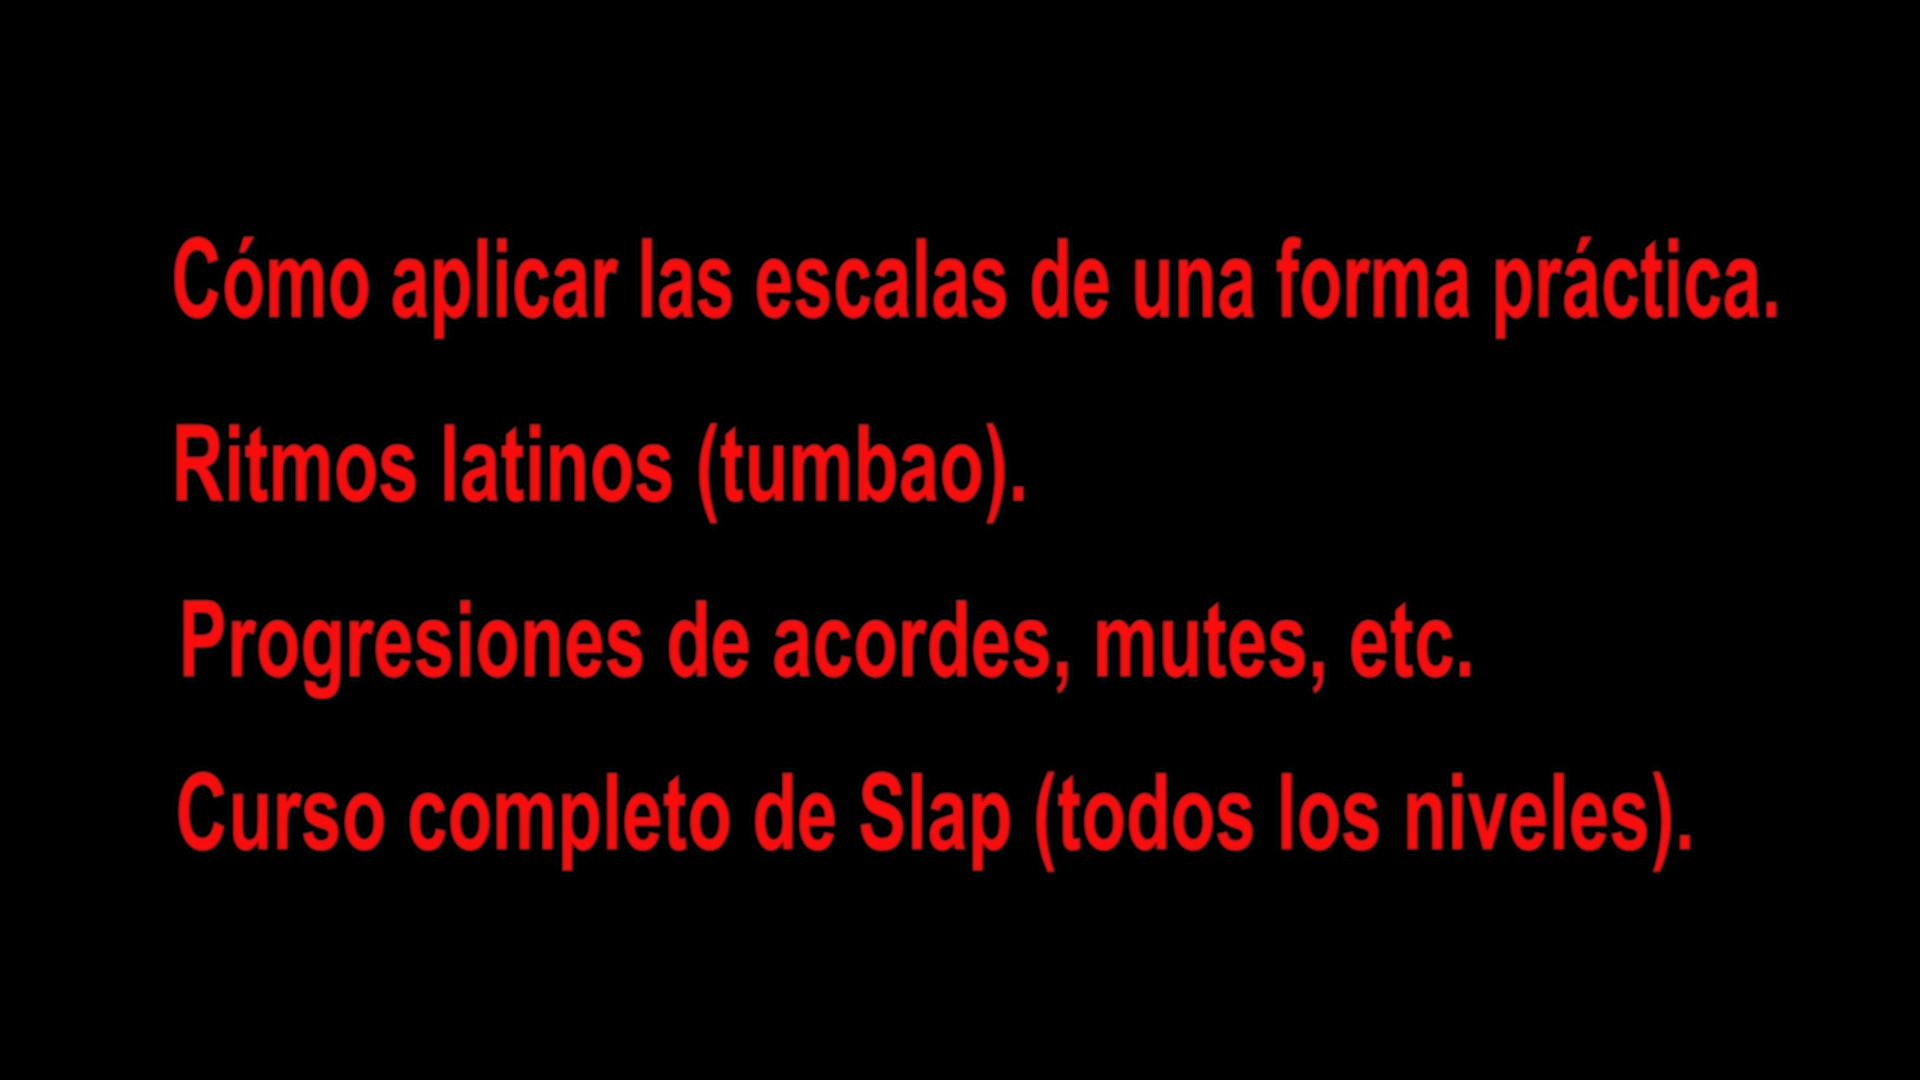 Cómo aplicar las escalas de una forma práctica.
Ritmos latinos (tumbao).
Progresiones de acordes, mutes, etc.
Curso completo de Slap (todos los niveles).